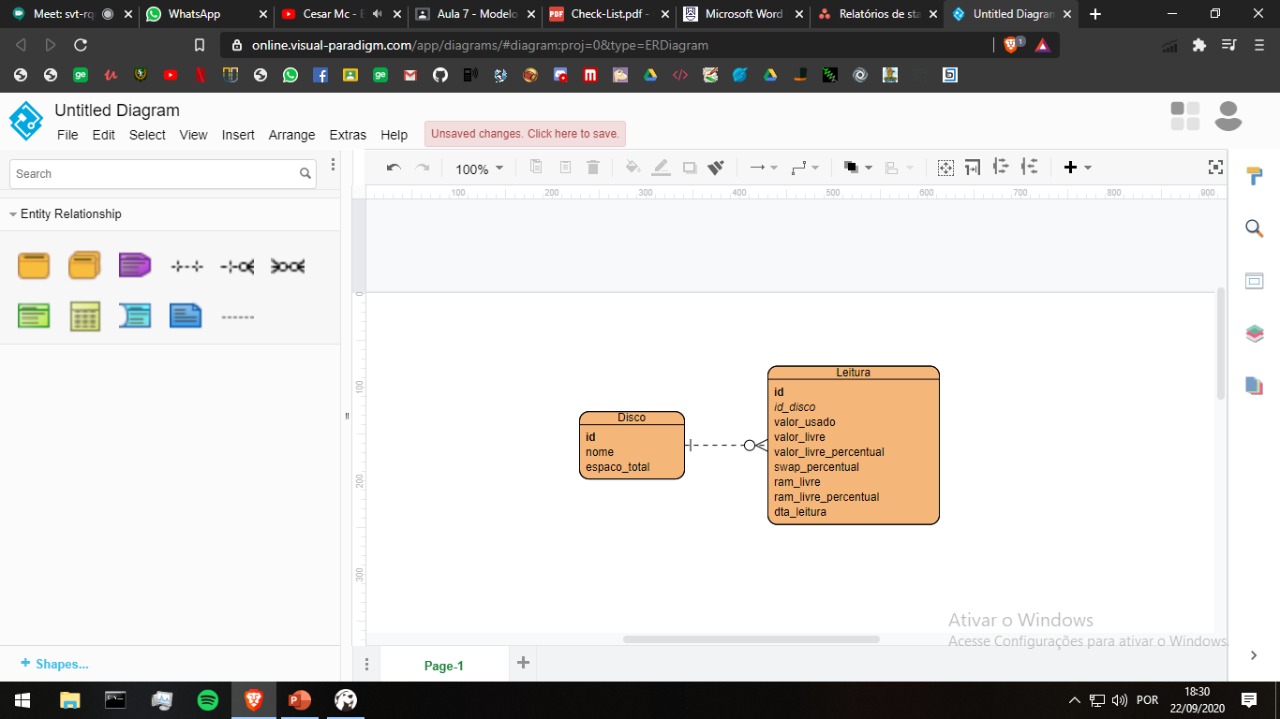 Meet: svt-rq
WhatsApp
Cesar Mc - E
Aula 7 - Modelo
Check-List.pdf -
Microsoft Word
Relatórios de sta
Untitled Diagram
online.visual-paradigm.com/app/diagrams/#diagram:proj=0&type=ERDiagram
Untitled Diagram
File Edit Select View Insert Arrange Extras Help
Unsaved changes. Click here to save.
Search
100%
100 200 300 400 500 600 700 800 900
Entity Relationship
0
100
200
300
Disco
id
nome
espaco_total
Leitura
id
id_disco
valor_usado
valor_livre
valor_livre_percentual
swap_percentual
ram_livre
ram_livre_percentual
dta_leitura
Ativar o Windows
Acesse Configurações para ativar o Windows
+ Shapes...
Page-1
POR
18:30
22/09/2020